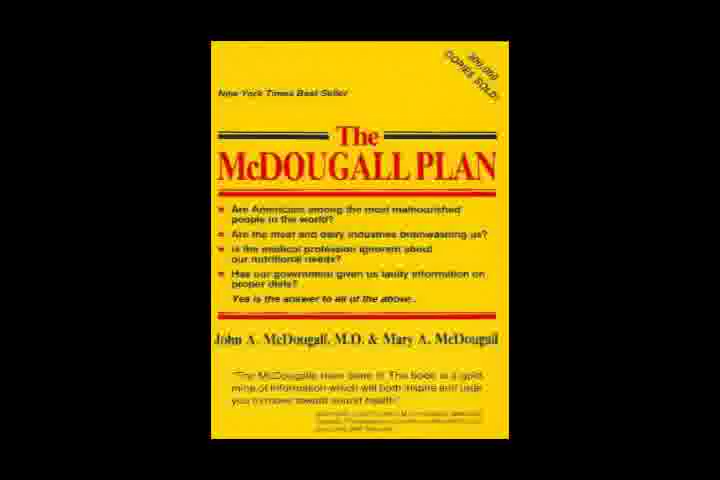 300,000
COPIES SOLD!
New York Times Best Seller
The
McDOUGALL PLAN
Are Americans among the most malnourished
people in the world?
Are the meat and dairy industries brainwashing us?
Is the medical profession ignorant about
our nutritional needs?
Has our government given us faulty information on
proper diets?
Yes is the answer to all of the above..
John A. McDougall, M.D. & Mary A. McDougall
"The McDougalls have done it! This book is a gold
mine of information which will both inspire and urge
you to move toward sound health"